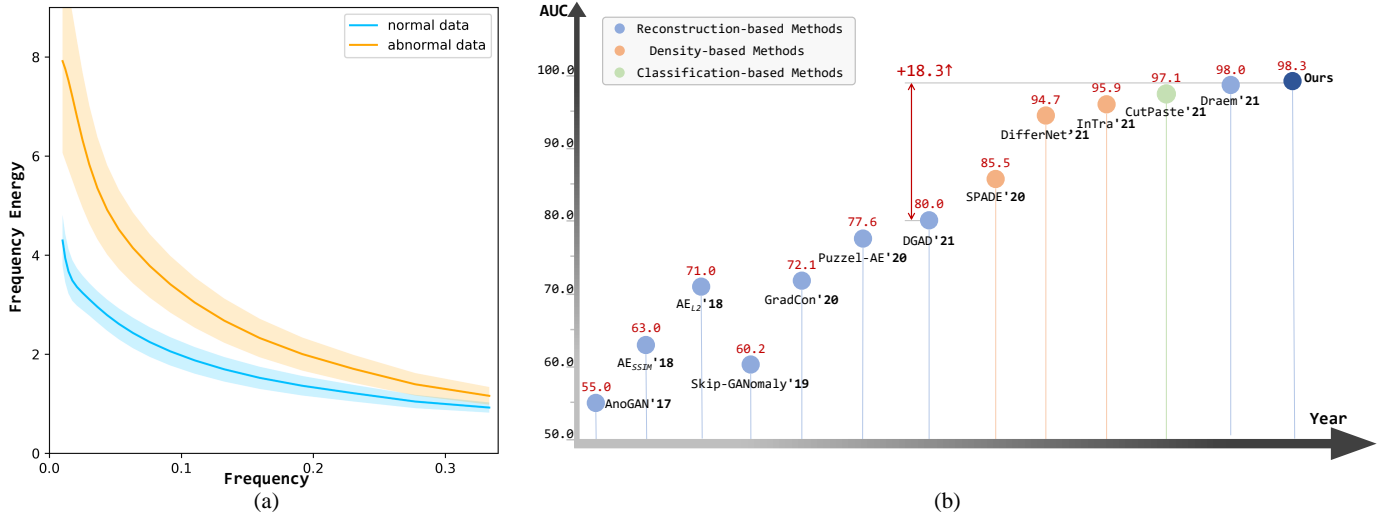 normal data
abnormal data
8
6
4
2
0
0.0
0.1
0.2
0.3
Frequency Energy
Frequency
(a)
AUC
Reconstruction-based Methods
Density-based Methods
Classification-based Methods
100.0
90.0
80.0
70.0
60.0
50.0
+18.3↑
55.0
AnoGAN'17
63.0
AE_SSIM'18
71.0
AE_L2'18
60.2
Skip-GANomaly'19
72.1
GradCon'20
77.6
Puzzel-AE'20
80.0
DGAD'21
85.5
SPADE'20
94.7
DifferNet'21
95.9
InTra'21
97.1
CutPaste'21
98.0
Draem'21
98.3
Ours
Year
(b)